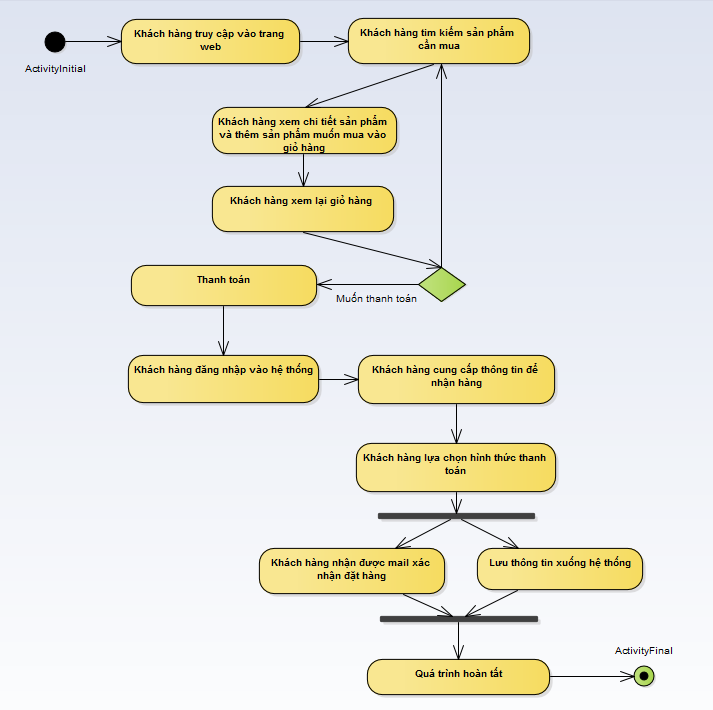 Khách hàng truy cập vào trang
web
Khách hàng tìm kiếm sản phẩm
cần mua
ActivityInitial
Khách hàng xem chi tiết sản phẩm
và thêm sản phẩm muốn mua vào
giỏ hàng
Khách hàng xem lại giỏ hàng
Thanh toán
Muốn thanh toán
Khách hàng đăng nhập vào hệ thống
Khách hàng cung cấp thông tin để
nhận hàng
Khách hàng lựa chọn hình thức thanh
toán
Khách hàng nhận được mail xác
nhận đặt hàng
Lưu thông tin xuống hệ thống
ActivityFinal
Quá trình hoàn tất